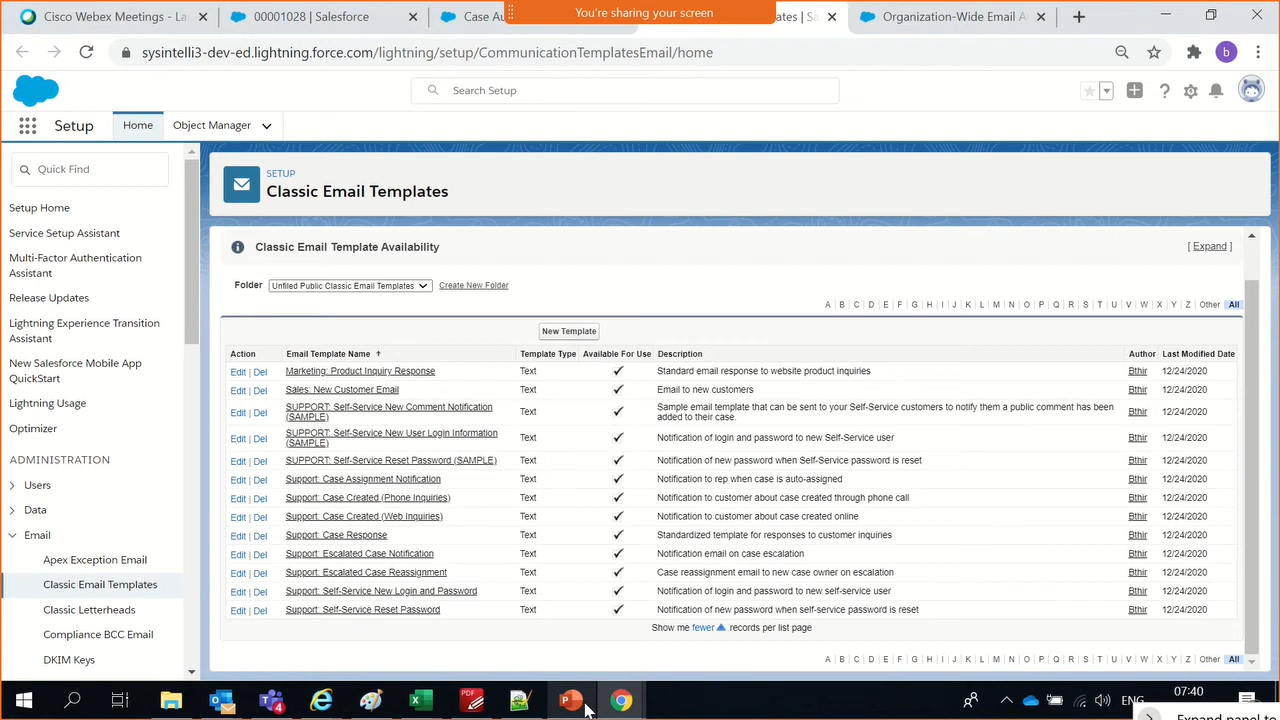 Cisco Webex Meetings - La
00001028 | Salesforce
Case Au
You're sharing your screen
ates | Sa
Organization-Wide Email A
sysintelli3-dev-ed.lightning.force.com/lightning/setup/CommunicationTemplatesEmail/home
b
Search Setup
Setup
Home
Object Manager
Quick Find
Setup Home
Service Setup Assistant
Multi-Factor Authentication
Assistant
Release Updates
Lightning Experience Transition
Assistant
New Salesforce Mobile App
QuickStart
Lightning Usage
Optimizer
ADMINISTRATION
Users
Data
Email
Apex Exception Email
Classic Email Templates
Classic Letterheads
Compliance BCC Email
DKIM Keys
SETUP
Classic Email Templates
Classic Email Template Availability
[ Expand ]
Folder Unfiled Public Classic Email Templates Create New Folder
A | B | C | D | E | F | G | H | I | J | K | L | M | N | O | P | Q | R | S | T | U | V | W | X | Y | Z | Other All
New Template
Action Email Template Name Template Type Available For Use Description Author Last Modified Date
Edit | Del Marketing: Product Inquiry Response Text Standard email response to website product inquiries Bthir 12/24/2020
Edit | Del Sales: New Customer Email Text Email to new customers Bthir 12/24/2020
Edit | Del SUPPORT: Self-Service New Comment Notification (SAMPLE) Text Sample email template that can be sent to your Self-Service customers to notify them a public comment has been added to their case. Bthir 12/24/2020
Edit | Del SUPPORT: Self-Service New User Login Information (SAMPLE) Text Notification of login and password to new Self-Service user Bthir 12/24/2020
Edit | Del SUPPORT: Self-Service Reset Password (SAMPLE) Text Notification of new password when Self-Service password is reset Bthir 12/24/2020
Edit | Del Support: Case Assignment Notification Text Notification to rep when case is auto-assigned Bthir 12/24/2020
Edit | Del Support: Case Created (Phone Inquiries) Text Notification to customer about case created through phone call Bthir 12/24/2020
Edit | Del Support: Case Created (Web Inquiries) Text Notification to customer about case created online Bthir 12/24/2020
Edit | Del Support: Case Response Text Standardized template for responses to customer inquiries Bthir 12/24/2020
Edit | Del Support: Escalated Case Notification Text Notification email on case escalation Bthir 12/24/2020
Edit | Del Support: Escalated Case Reassignment Text Case reassignment email to new case owner on escalation Bthir 12/24/2020
Edit | Del Support: Self-Service New Login and Password Text Notification of login and password to new self-service user Bthir 12/24/2020
Edit | Del Support: Self-Service Reset Password Text Notification of new password when self-service password is reset Bthir 12/24/2020
Show me fewer records per list page
A | B | C | D | E | F | G | H | I | J | K | L | M | N | O | P | Q | R | S | T | U | V | W | X | Y | Z | Other All
PDF
ENG
07:40
Expand panel to